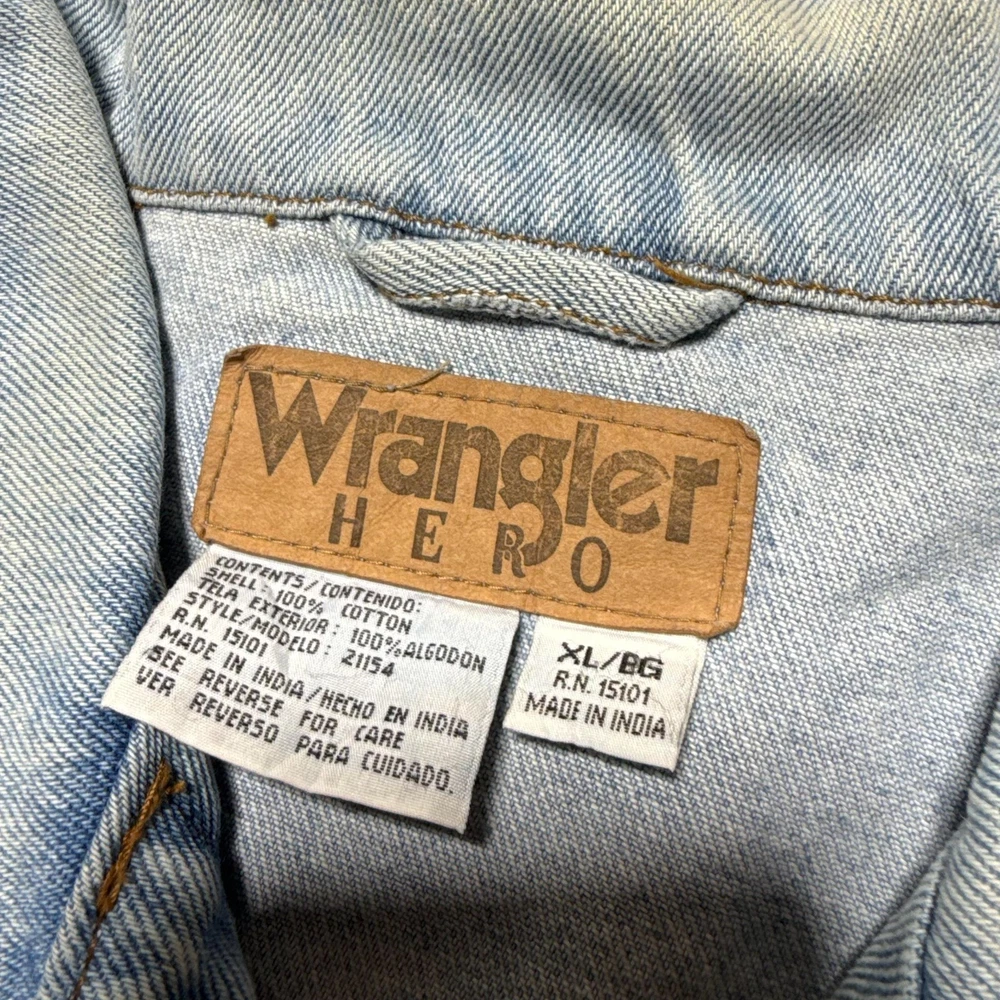 Wrangler
HERO
CONTENTS/CONTENIDO:
SHELL: 100% COTTON
TELA EXTERIOR: 100% ALGODON
STYLE/MODELO: 21154
R.N. 15101
MADE IN INDIA/HECHO EN INDIA
SEE REVERSE FOR CARE
VER REVERSO PARA CUIDADO.
XL/BG
R.N. 15101
MADE IN INDIA